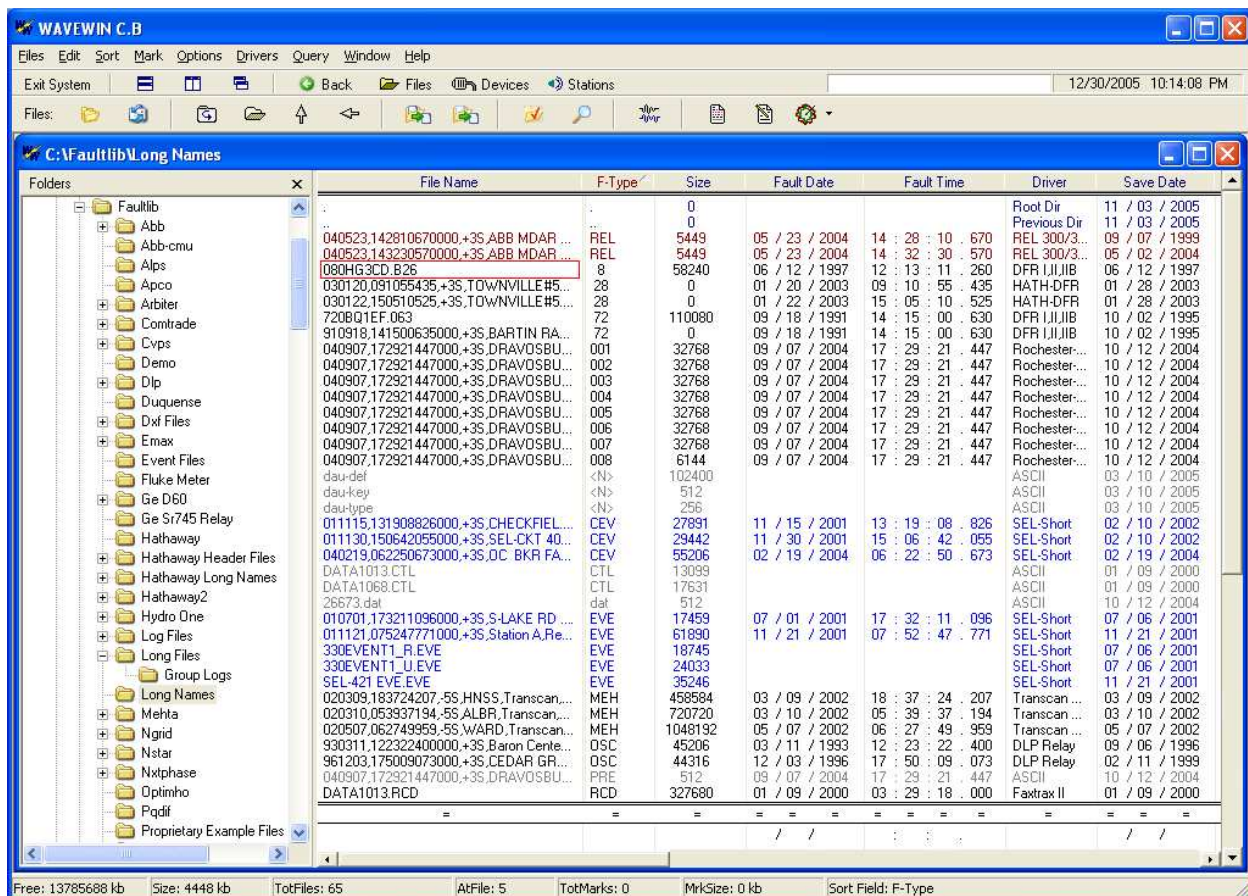 WAVEWIN C.B
Files Edit Sort Mark Options Drivers Query Window Help
Exit System Back Files Devices Stations 12/30/2005 10:14:08 PM
Files:
C:\Faultlib\Long Names
Folders x
Faultlib
Abb
Abb-cmu
Alps
Apco
Arbiter
Comtrade
Cvps
Demo
Dlp
Duquense
Dxf Files
Emax
Event Files
Fluke Meter
Ge D60
Ge Sr745 Relay
Hathaway
Hathaway Header Files
Hathaway Long Names
Hathaway2
Hydro One
Log Files
Long Files
Group Logs
Long Names
Mehta
Ngrid
Nstar
Nxtphase
Optimho
Pqdif
Proprietary Example Files
File Name F-Type Size Fault Date Fault Time Driver Save Date
. . 0 Root Dir 11 / 03 / 2005
.. .. 0 Previous Dir 11 / 03 / 2005
040523,142810670000,+3S,ABB MDAR ... REL 5449 05 / 23 / 2004 14 : 28 : 10 . 670 REL 300/3... 09 / 07 / 1999
040523,143230570000,+3S,ABB MDAR ... REL 5449 05 / 23 / 2004 14 : 32 : 30 . 570 REL 300/3... 05 / 02 / 2004
080HG3CD.B26 8 58240 06 / 12 / 1997 12 : 13 : 11 . 260 DFR I,II,IIB 06 / 12 / 1997
030120,091055435,+3S,TOWNVILLE#5... 28 0 01 / 20 / 2003 09 : 10 : 55 . 435 HATH-DFR 01 / 28 / 2003
030122,150510525,+3S,TOWNVILLE#5... 28 0 01 / 22 / 2003 15 : 05 : 10 . 525 HATH-DFR 01 / 28 / 2003
720BQ1EF.063 72 110080 09 / 18 / 1991 14 : 15 : 00 . 630 DFR I,II,IIB 10 / 02 / 1995
910918,141500635000,+3S,BARTIN RA... 72 0 09 / 18 / 1991 14 : 15 : 00 . 630 DFR I,II,IIB 10 / 02 / 1995
040907,172921447000,+3S,DRAVOSBU... 001 32768 09 / 07 / 2004 17 : 29 : 21 . 447 Rochester-... 10 / 12 / 2004
040907,172921447000,+3S,DRAVOSBU... 002 32768 09 / 07 / 2004 17 : 29 : 21 . 447 Rochester-... 10 / 12 / 2004
040907,172921447000,+3S,DRAVOSBU... 003 32768 09 / 07 / 2004 17 : 29 : 21 . 447 Rochester-... 10 / 12 / 2004
040907,172921447000,+3S,DRAVOSBU... 004 32768 09 / 07 / 2004 17 : 29 : 21 . 447 Rochester-... 10 / 12 / 2004
040907,172921447000,+3S,DRAVOSBU... 005 32768 09 / 07 / 2004 17 : 29 : 21 . 447 Rochester-... 10 / 12 / 2004
040907,172921447000,+3S,DRAVOSBU... 006 32768 09 / 07 / 2004 17 : 29 : 21 . 447 Rochester-... 10 / 12 / 2004
040907,172921447000,+3S,DRAVOSBU... 007 32768 09 / 07 / 2004 17 : 29 : 21 . 447 Rochester-... 10 / 12 / 2004
040907,172921447000,+3S,DRAVOSBU... 008 6144 09 / 07 / 2004 17 : 29 : 21 . 447 Rochester-... 10 / 12 / 2004
dau-def <N> 102400 ASCII 03 / 10 / 2005
dau-key <N> 512 ASCII 03 / 10 / 2005
dau-type <N> 256 ASCII 03 / 10 / 2005
011115,131908826000,+3S,CHECKFIEL... CEV 27891 11 / 15 / 2001 13 : 19 : 08 . 826 SEL-Short 02 / 10 / 2002
011130,150642055000,+3S,SEL-CKT 40... CEV 29442 11 / 30 / 2001 15 : 06 : 42 . 055 SEL-Short 02 / 10 / 2002
040219,062250673000,+3S,OC BKR FA... CEV 55206 02 / 19 / 2004 06 : 22 : 50 . 673 SEL-Short 02 / 19 / 2004
DATA1013.CTL CTL 13099 ASCII 01 / 09 / 2000
DATA1068.CTL CTL 17631 ASCII 01 / 09 / 2000
26673.dat dat 512 ASCII 10 / 12 / 2004
010701,173211096000,+3S,S-LAKE RD ... EVE 17459 07 / 01 / 2001 17 : 32 : 11 . 096 SEL-Short 07 / 06 / 2001
011121,075247771000,+3S,Station A,Re... EVE 61890 11 / 21 / 2001 07 : 52 : 47 . 771 SEL-Short 11 / 21 / 2001
330EVENT1_R.EVE EVE 18745 SEL-Short 07 / 06 / 2001
330EVENT1_U.EVE EVE 24033 SEL-Short 07 / 06 / 2001
SEL-421 EVE.EVE EVE 35246 SEL-Short 11 / 21 / 2001
020309,183724207,-5S,HNSS,Transcan,... MEH 458584 03 / 09 / 2002 18 : 37 : 24 . 207 Transcan ... 03 / 09 / 2002
020310,053937194,-5S,ALBR,Transcan,... MEH 720720 03 / 10 / 2002 05 : 39 : 37 . 194 Transcan ... 03 / 10 / 2002
020507,062749959,-5S,WARD,Transcan... MEH 1048192 05 / 07 / 2002 06 : 27 : 49 . 959 Transcan ... 05 / 07 / 2002
930311,122322400000,+3S,Baron Cente... OSC 45206 03 / 11 / 1993 12 : 23 : 22 . 400 DLP Relay 09 / 06 / 1996
961203,175009073000,+3S,CEDAR GR... OSC 44316 12 / 03 / 1996 17 : 50 : 09 . 073 DLP Relay 02 / 11 / 1999
040907,172921447000,+3S,DRAVOSBU... PRE 512 09 / 07 / 2004 17 : 29 : 21 . 447 ASCII 10 / 12 / 2004
DATA1013.RCD RCD 327680 01 / 09 / 2000 03 : 29 : 18 . 000 Faxtrax II 01 / 09 / 2000
= = = = = = = = = = = = = =
/ / : : . / /
Free: 13785688 kb Size: 4448 kb TotFiles: 65 AtFile: 5 TotMarks: 0 MrkSize: 0 kb Sort Field: F-Type